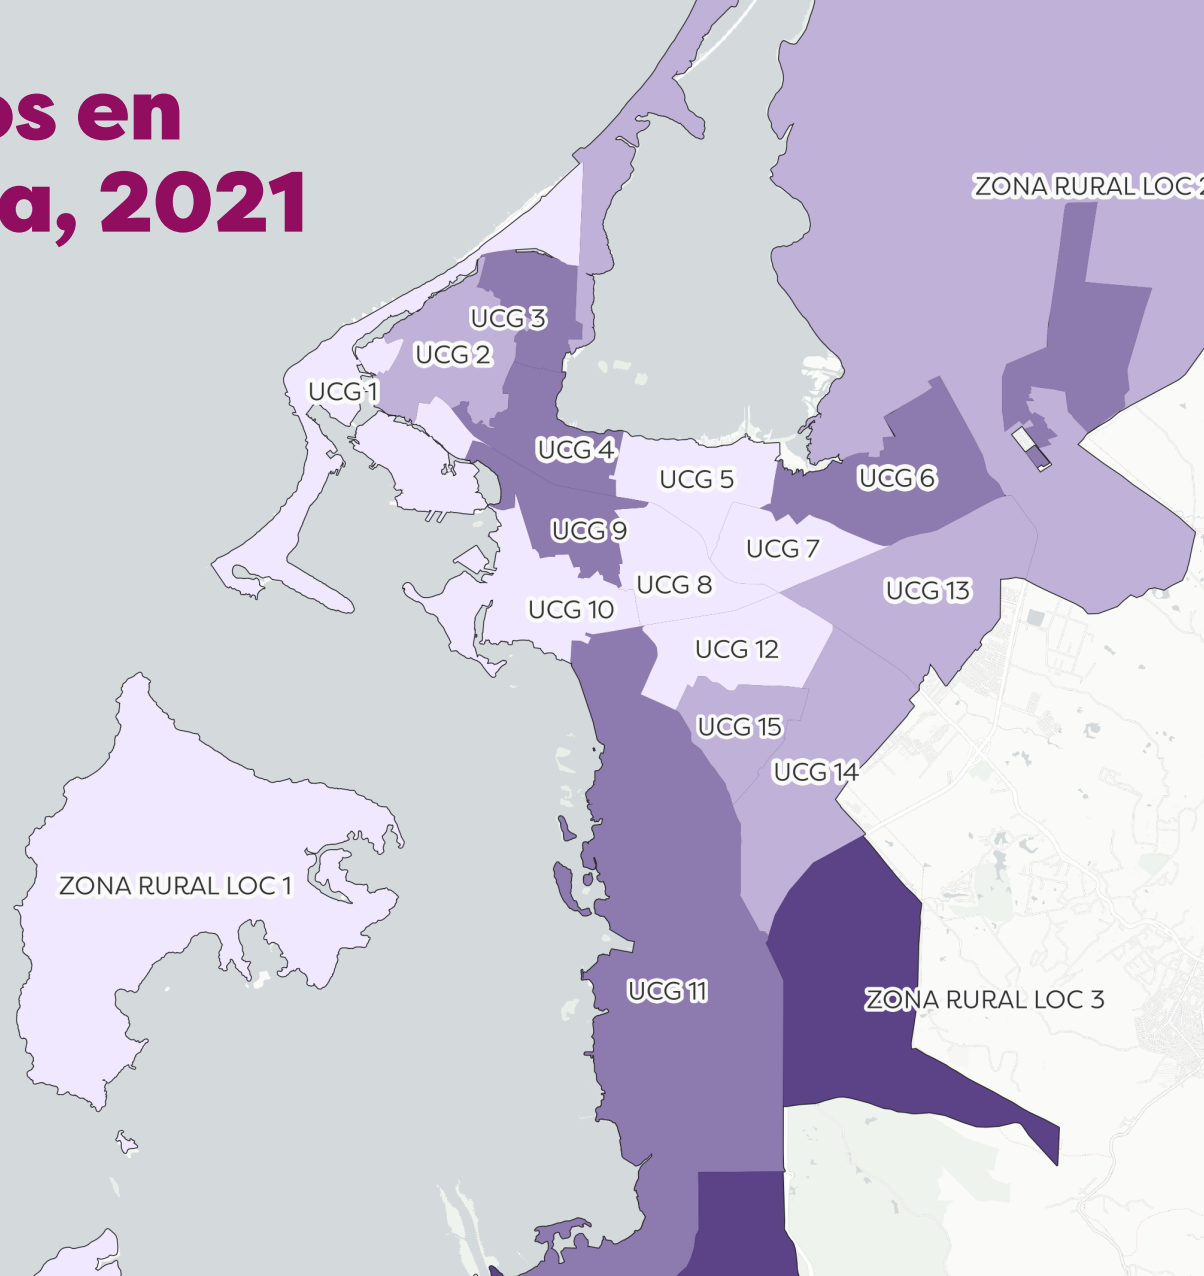 os en
a, 2021
ZONA RURAL LOC 2
UCG 3
UCG 2
UCG 1
UCG 4
UCG 5
UCG 6
UCG 9
UCG 7
UCG 8
UCG 13
UCG 10
UCG 12
UCG 15
UCG 14
ZONA RURAL LOC 1
UCG 11
ZONA RURAL LOC 3